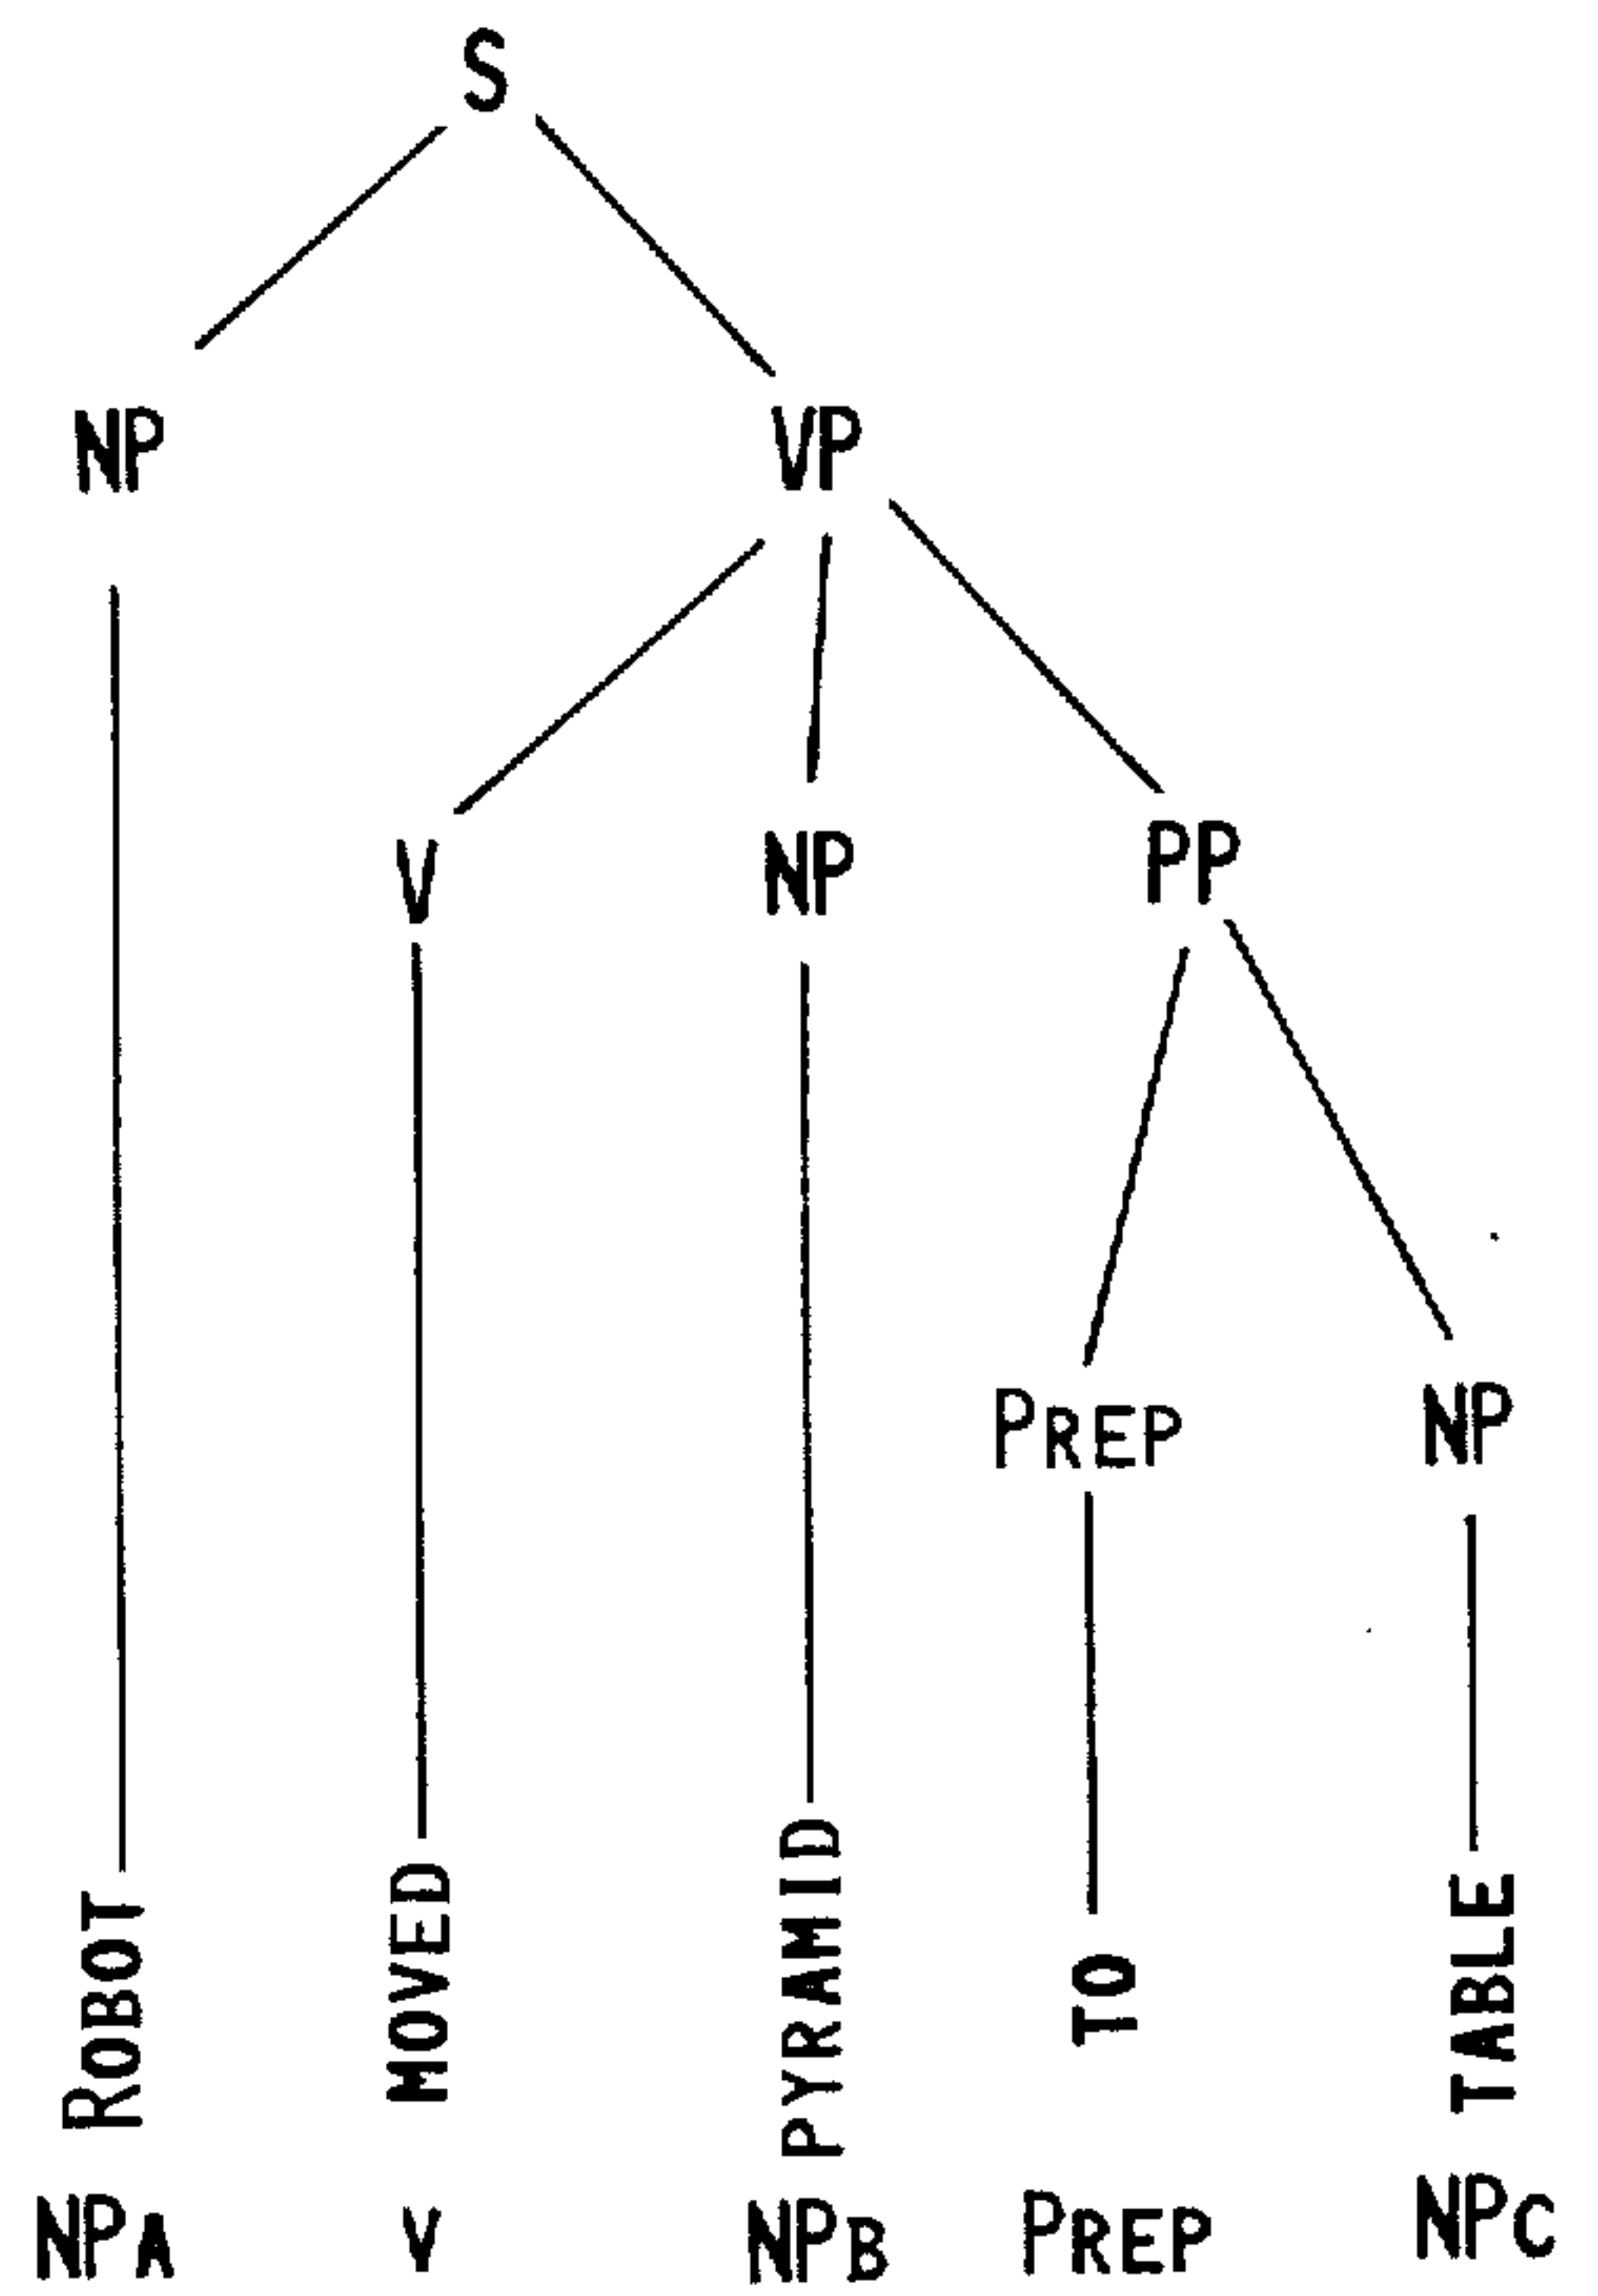 S
NP VP
V NP PP
PREP NP
ROBOT MOVED PYRAMID TO TABLE
NPA V NPB PREP NPC